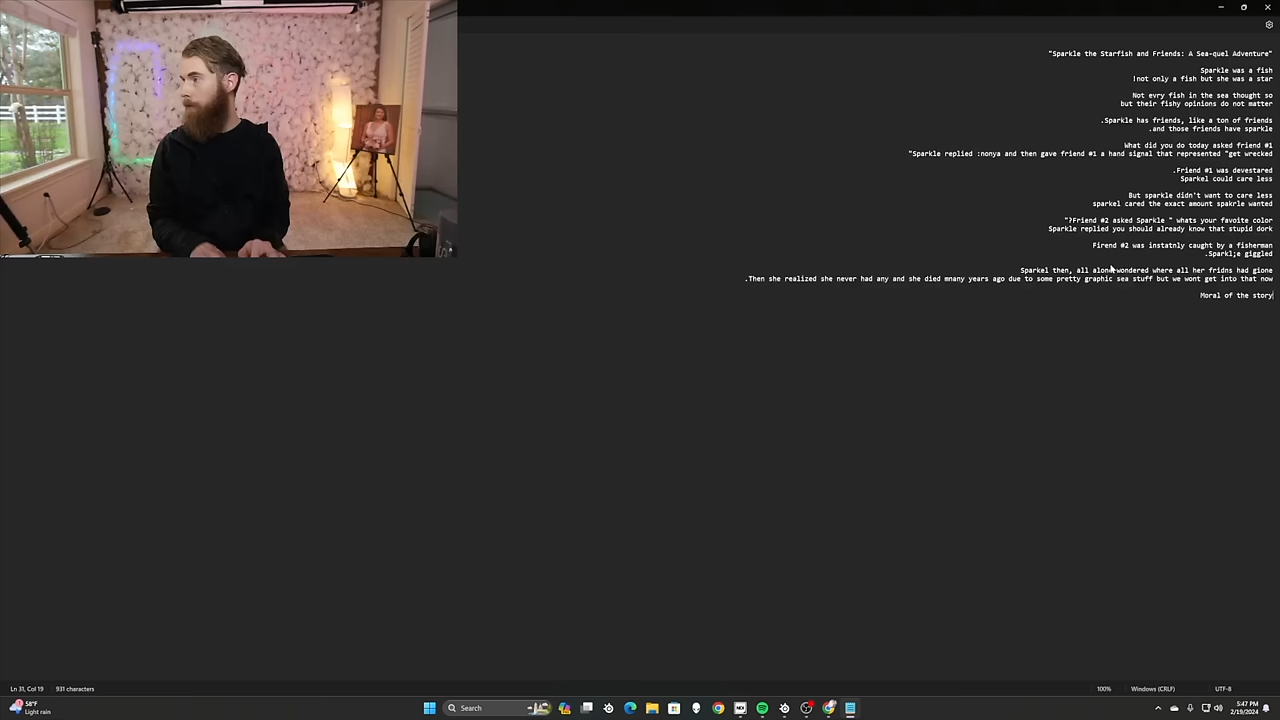 "Sparkle the Starfish and Friends: A Sea-quel Adventure"
Sparkle was a fish
!not only a fish but she was a star
Not evry fish in the sea thought so
but their fishy opinions do not matter
.Sparkle has friends, like a ton of friends
.and those friends have sparkle
What did you do today asked friend #1
"Sparkle replied :nonya and then gave friend #1 a hand signal that represented "get wrecked
.Friend #1 was devestared
Sparkel could care less
But sparkle didn't want to care less
sparkel cared the exact amount spakrle wanted
"?Friend #2 asked Sparkle " whats your favoite color
Sparkle replied you should already know that stupid dork
Firend #2 was instatnly caught by a fisherman
.Sparkl;e giggled
Sparkel then, all alone wondered where all her fridns had gione
.Then she realized she never had any and she died mnany years ago due to some pretty graphic sea stuff but we wont get into that now
Moral of the story
Ln 31, Col 19
931 characters
100%
Windows (CRLF)
UTF-8
58°F
Light rain
Search
5:47 PM
2/19/2024